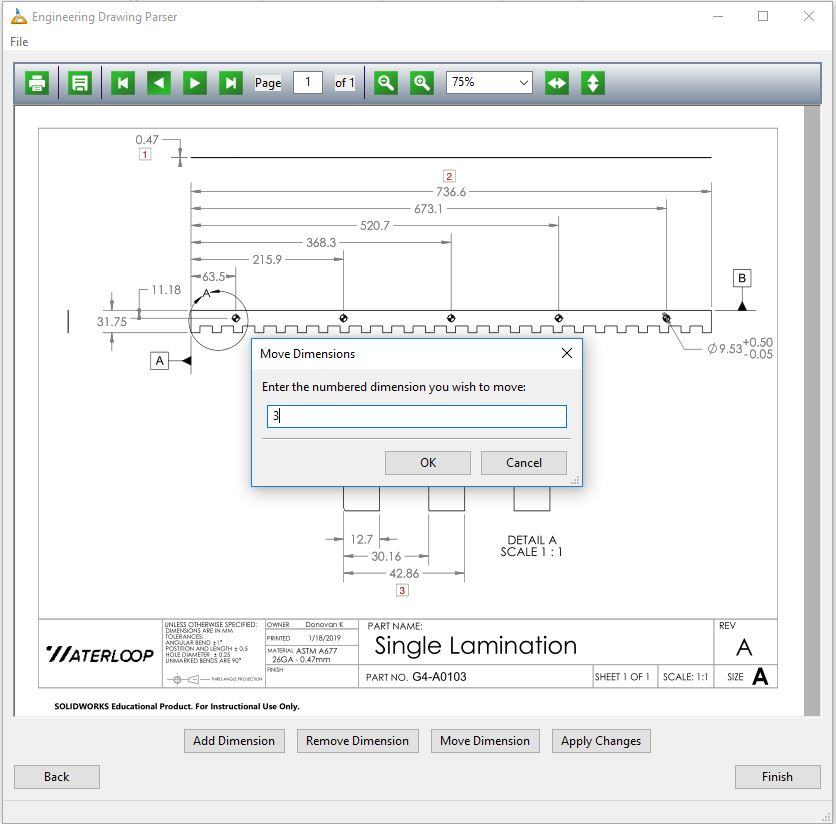 Engineering Drawing Parser
File
Page 1 of 1 75%
0.47
1
2
736.6
673.1
520.7
368.3
215.9
63.5
11.18
A
B
31.75
A
Ø9.53 +0.50
-0.05
Move Dimensions
Enter the numbered dimension you wish to move:
3
OK Cancel
12.7
30.16
42.86
3
DETAIL A
SCALE 1 : 1
WATERLOOP
UNLESS OTHERWISE SPECIFIED:
DIMENSIONS ARE IN MM
TOLERANCES:
ANGULAR BEND ±1°
POSTITION AND LENGTH ± 0.5
HOLE DIAMETER ± 0.25
UNMARKED BENDS ARE 90°
THIRD ANGLE PROJECTION
OWNER Donovan K
PRINTED 1/18/2019
MATERIAL ASTM A677
26GA - 0.47mm
FINISH
PART NAME:
Single Lamination
PART NO. G4-A0103
SHEET 1 OF 1 SCALE: 1:1
REV
A
SIZE A
SOLIDWORKS Educational Product. For Instructional Use Only.
Add Dimension Remove Dimension Move Dimension Apply Changes
Back Finish